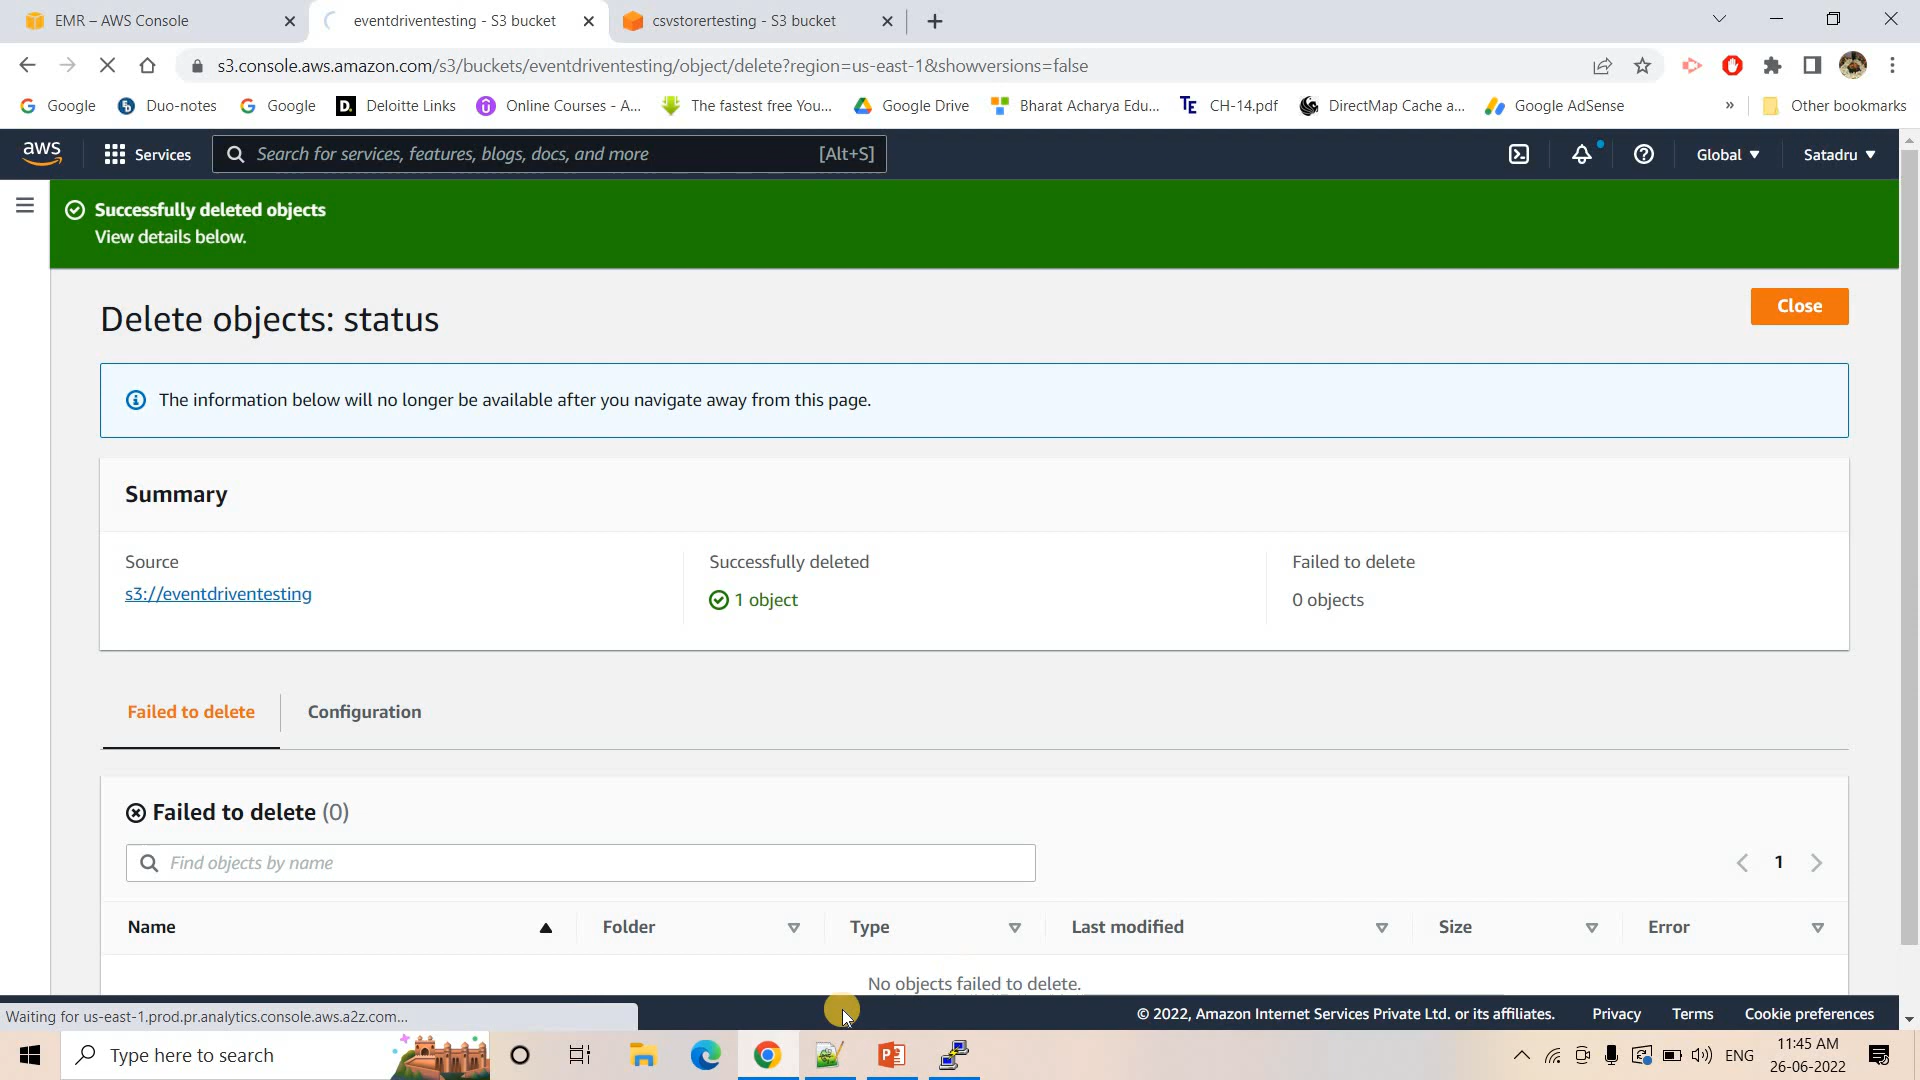 EMR – AWS Console
eventdriventesting - S3 bucket
csvstorertesting - S3 bucket
s3.console.aws.amazon.com/s3/buckets/eventdriventesting/object/delete?region=us-east-1&showversions=false
Google
Duo-notes
Google
D.
Deloitte Links
Online Courses - A...
The fastest free You...
Google Drive
Bharat Acharya Edu...
TE
CH-14.pdf
DirectMap Cache a...
Google AdSense
»
Other bookmarks
aws
Services
Search for services, features, blogs, docs, and more
[Alt+S]
Global
Satadru
Successfully deleted objects
View details below.
Delete objects: status
Close
The information below will no longer be available after you navigate away from this page.
Summary
Source
s3://eventdriventesting
Successfully deleted
1 object
Failed to delete
0 objects
Failed to delete
Configuration
Failed to delete (0)
Find objects by name
1
Name
Folder
Type
Last modified
Size
Error
No objects failed to delete.
Waiting for us-east-1.prod.pr.analytics.console.aws.a2z.com...
© 2022, Amazon Internet Services Private Ltd. or its affiliates.
Privacy
Terms
Cookie preferences
Type here to search
ENG
11:45 AM
26-06-2022